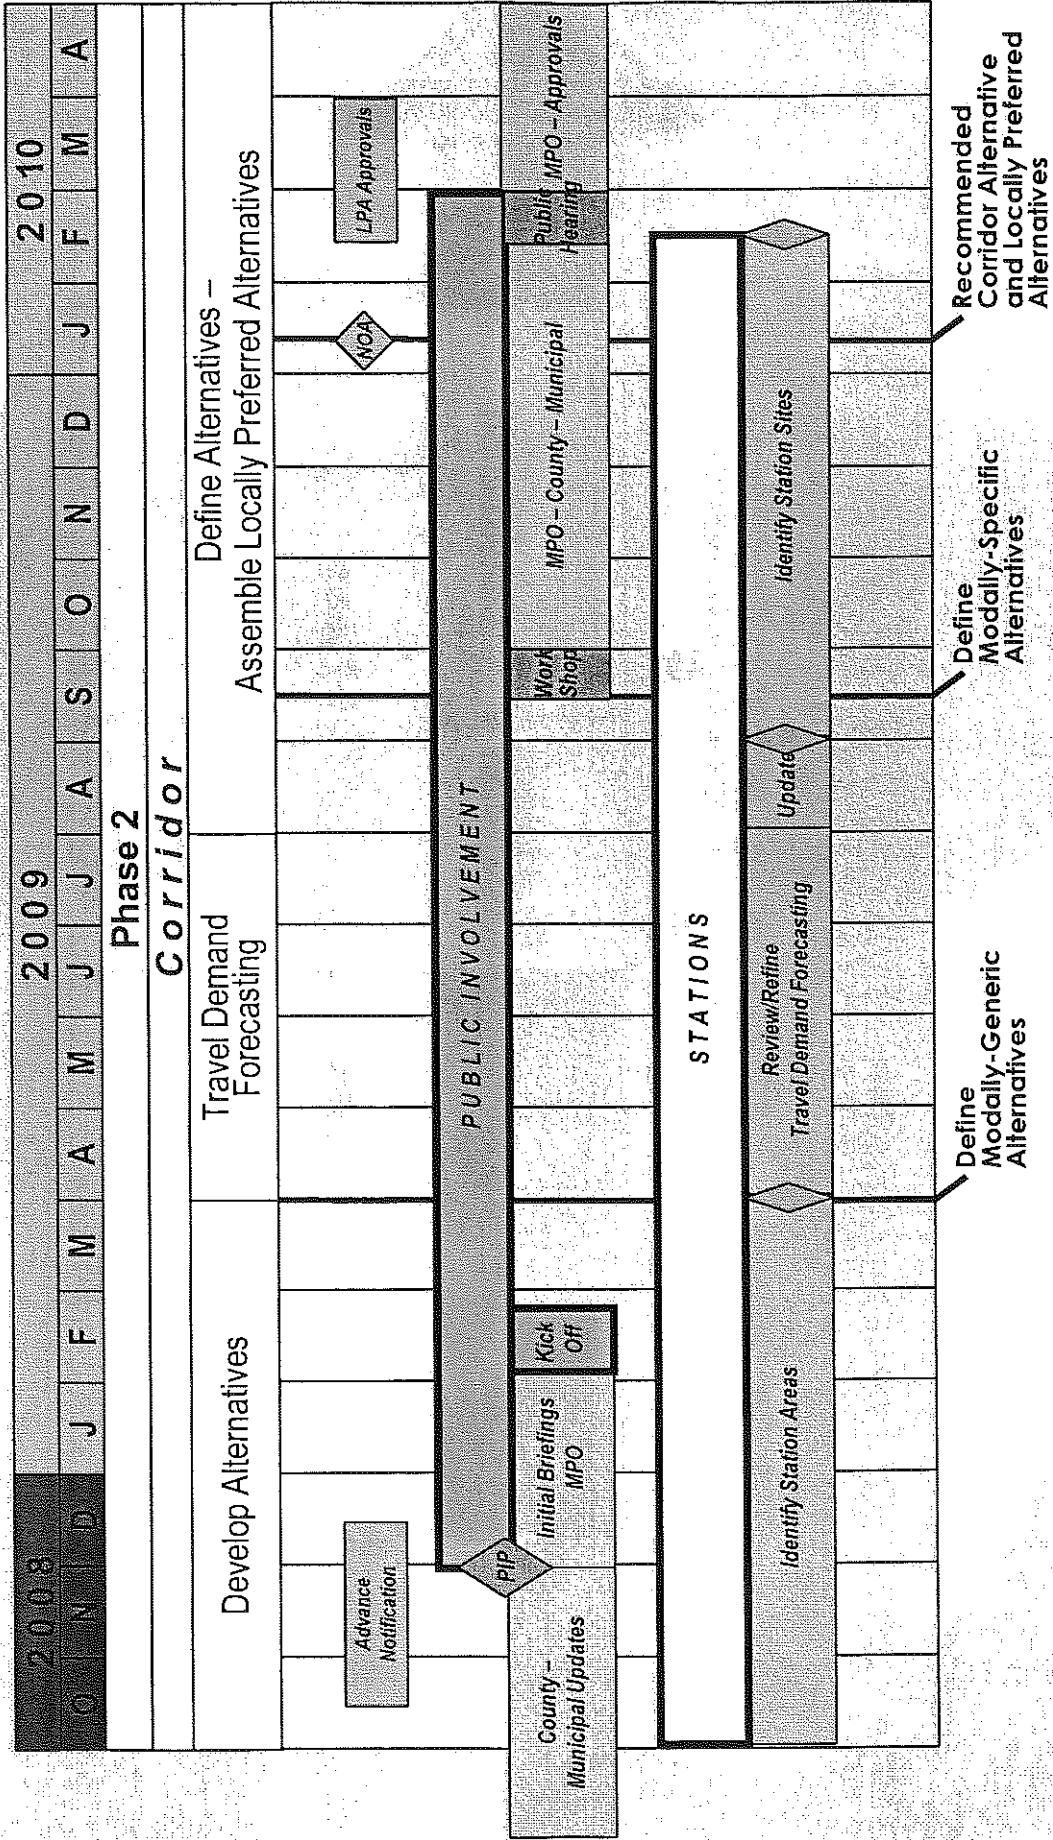 2008
2009
2010
O N D J F M A M J J A S O N D J F M A
Phase 2
Corridor
Develop Alternatives
Travel Demand
Forecasting
Define Alternatives –
Assemble Locally Preferred Alternatives
Advance
Notification
NOA
LPA Approvals
PUBLIC INVOLVEMENT
PIP
County –
Municipal Updates
Initial Briefings
MPO
Kick
Off
Work
Shop
MPO – County – Municipal
Public
Hearing
MPO – Approvals
STATIONS
Identify Station Areas
Review/Refine
Travel Demand Forecasting
Update
Identify Station Sites
Define
Modally-Generic
Alternatives
Define
Modally-Specific
Alternatives
Recommended
Corridor Alternative
and Locally Preferred
Alternatives